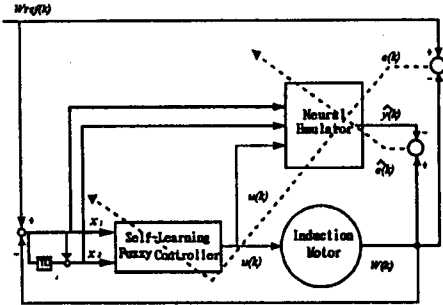 Wref(k)
e(k)
Neural
Emulator
ŷ(k)
ê(k)
u(k)
X₁
Self-Learning
Fuzzy Controller
X₂
u(k)
Induction
Motor
W(k)